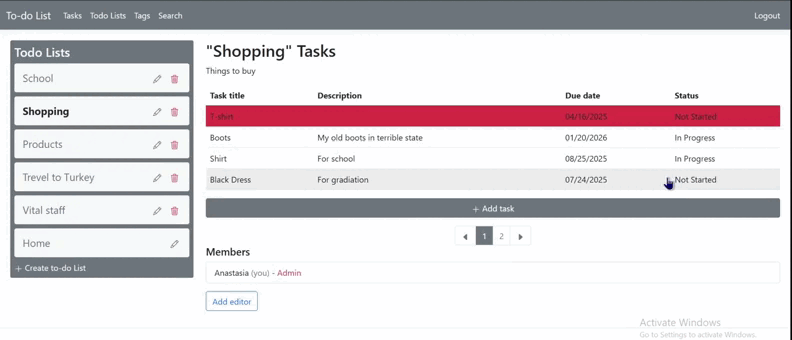 To-do List Tasks Todo Lists Tags Search Logout
Todo Lists
School
Shopping
Products
Trevel to Turkey
Vital staff
Home
+ Create to-do List
"Shopping" Tasks
Things to buy
Task title Description Due date Status
T-shirt 04/16/2025 Not Started
Boots My old boots in terrible state 01/20/2026 In Progress
Shirt For school 08/25/2025 In Progress
Black Dress For gradiation 07/24/2025 Not Started
+ Add task
1 2
Members
Anastasia (you) - Admin
Add editor
Activate Windows
Go to Settings to activate Windows.